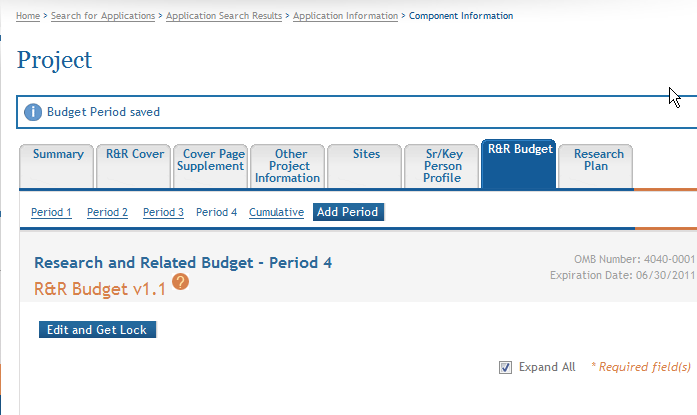 Home > Search for Applications > Application Search Results > Application Information > Component Information
Project
i Budget Period saved
Summary
R&R Cover
Cover Page
Supplement
Other
Project
Information
Sites
Sr/Key
Person
Profile
R&R Budget
Research
Plan
Period 1 Period 2 Period 3 Period 4 Cumulative Add Period
Research and Related Budget - Period 4
R&R Budget v1.1 ?
OMB Number: 4040-0001
Expiration Date: 06/30/2011
Edit and Get Lock
Expand All * Required field(s)